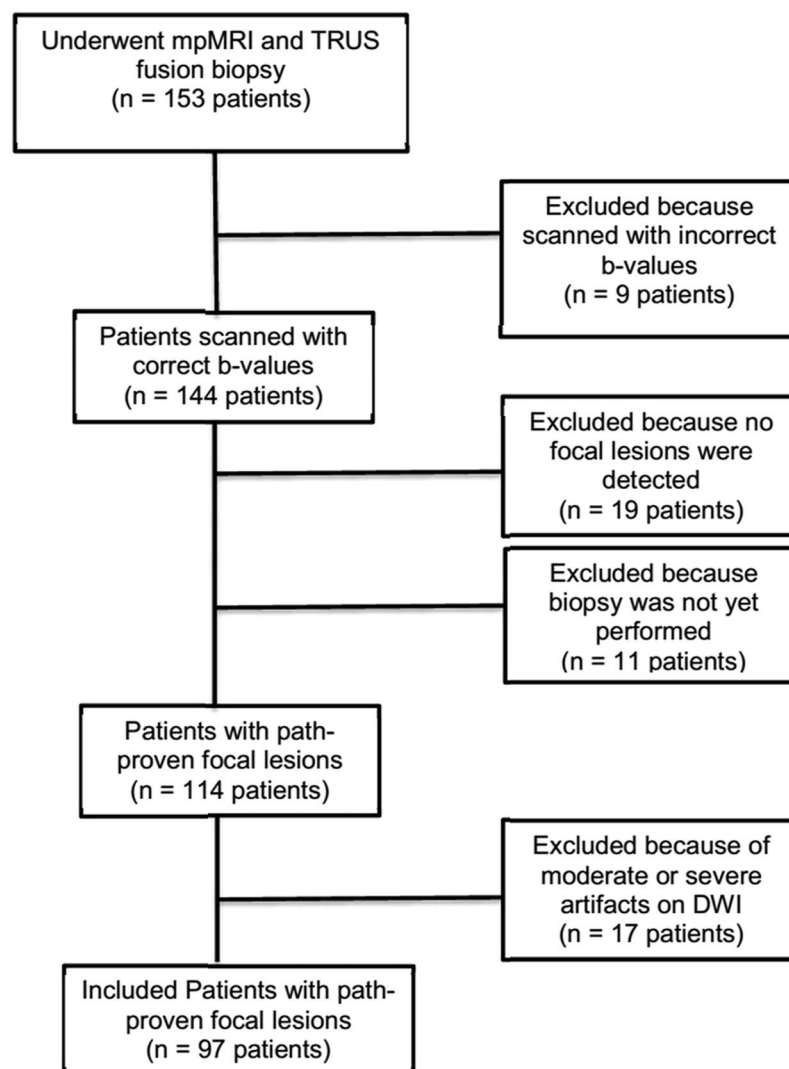 Underwent mpMRI and TRUS
fusion biopsy
(n = 153 patients)
Excluded because
scanned with incorrect
b-values
(n = 9 patients)
Patients scanned with
correct b-values
(n = 144 patients)
Excluded because no
focal lesions were
detected
(n = 19 patients)
Excluded because
biopsy was not yet
performed
(n = 11 patients)
Patients with path-
proven focal lesions
(n = 114 patients)
Excluded because of
moderate or severe
artifacts on DWI
(n = 17 patients)
Included Patients with path-
proven focal lesions
(n = 97 patients)